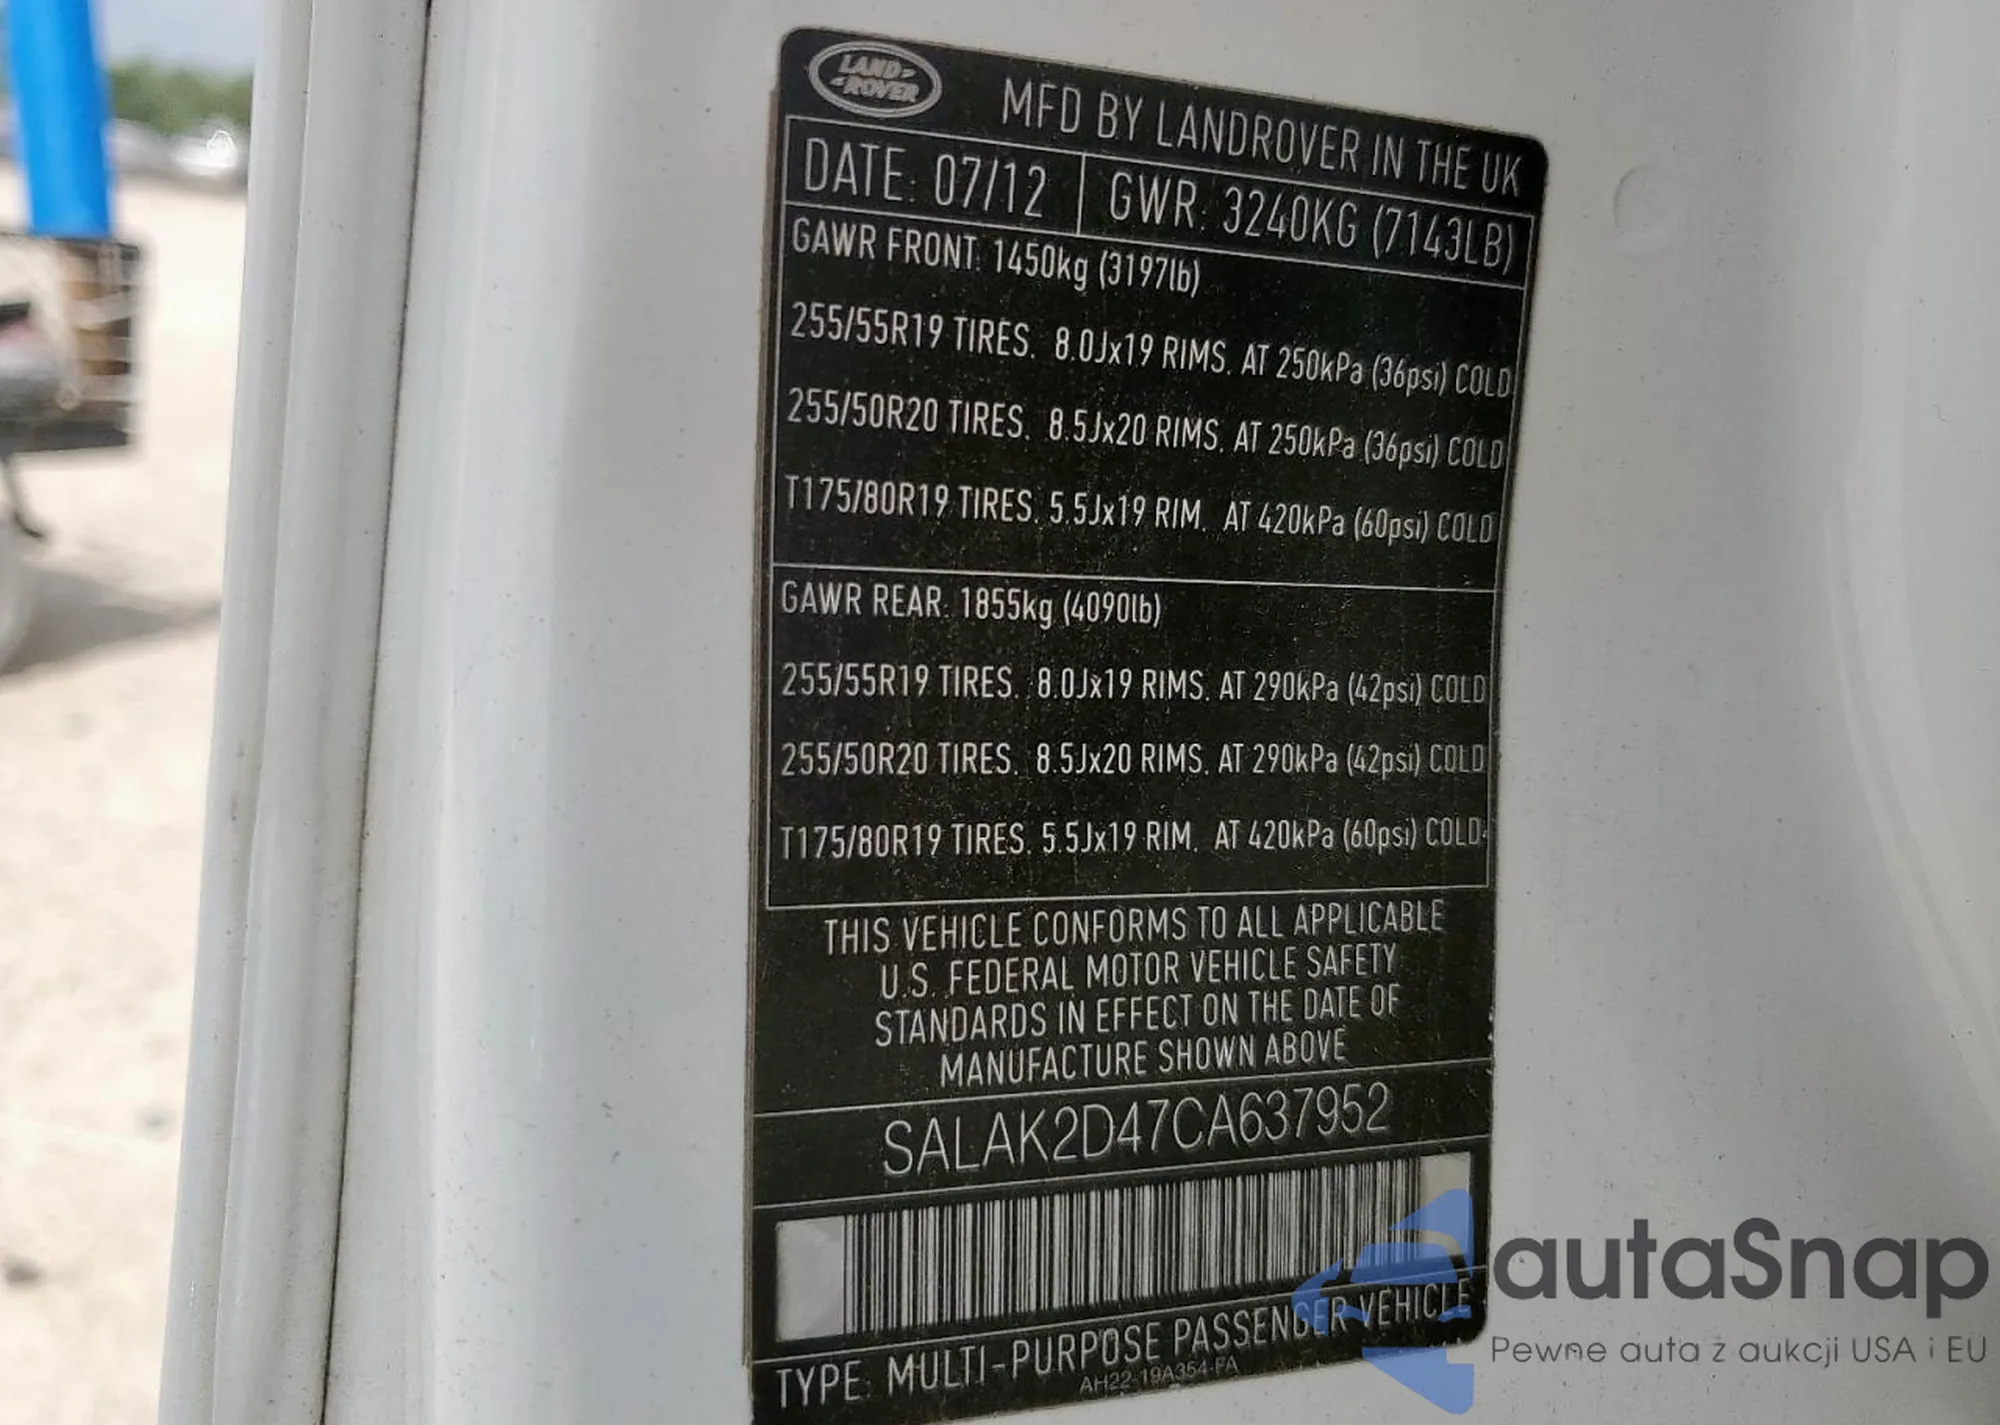 LAND
ROVER
MFD BY LANDROVER IN THE UK
DATE: 07/12 GWR: 3240KG (7143LB)
GAWR FRONT: 1450kg (3197lb)
255/55R19 TIRES. 8.0Jx19 RIMS. AT 250kPa (36psi) COLD
255/50R20 TIRES. 8.5Jx20 RIMS. AT 250kPa (36psi) COLD
T175/80R19 TIRES. 5.5Jx19 RIM. AT 420kPa (60psi) COLD
GAWR REAR: 1855kg (4090lb)
255/55R19 TIRES. 8.0Jx19 RIMS. AT 290kPa (42psi) COLD
255/50R20 TIRES. 8.5Jx20 RIMS. AT 290kPa (42psi) COLD
T175/80R19 TIRES. 5.5Jx19 RIM. AT 420kPa (60psi) COLD
THIS VEHICLE CONFORMS TO ALL APPLICABLE
U.S. FEDERAL MOTOR VEHICLE SAFETY
STANDARDS IN EFFECT ON THE DATE OF
MANUFACTURE SHOWN ABOVE
SALAK2D47CA637952
TYPE: MULTI-PURPOSE PASSENGER VEHICLE
AH22-19A354-FA
autaSnap
Pewne auta z aukcji USA i EU